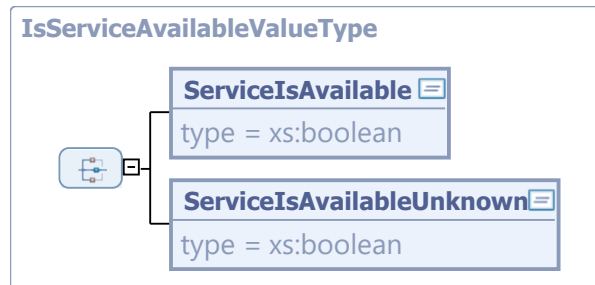 IsServiceAvailableValueType
ServiceIsAvailable
type = xs:boolean
ServiceIsAvailableUnknown
type = xs:boolean